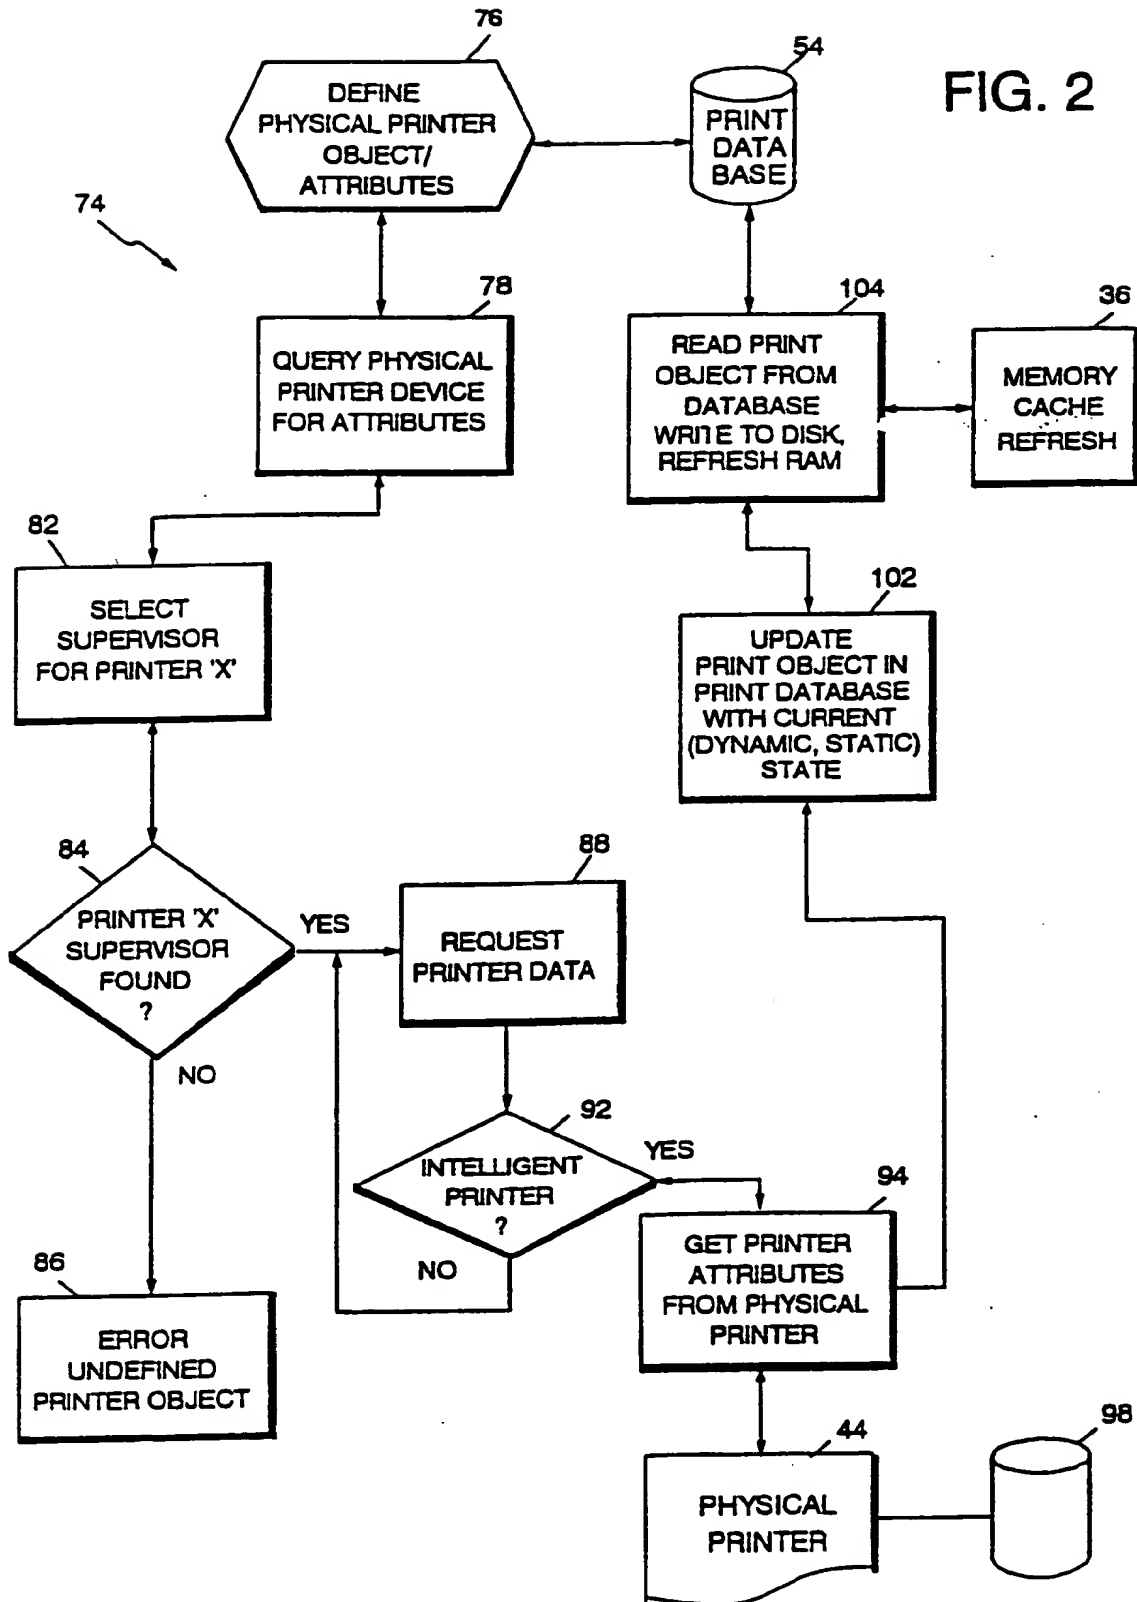 FIG. 2
76
DEFINE
PHYSICAL PRINTER
OBJECT/
ATTRIBUTES
54
PRINT
DATA
BASE
74
78
QUERY PHYSICAL
PRINTER DEVICE
FOR ATTRIBUTES
104
READ PRINT
OBJECT FROM
DATABASE
WRITE TO DISK,
REFRESH RAM
36
MEMORY
CACHE
REFRESH
82
SELECT
SUPERVISOR
FOR PRINTER 'X'
102
UPDATE
PRINT OBJECT IN
PRINT DATABASE
WITH CURRENT
(DYNAMIC, STATIC)
STATE
84
PRINTER 'X'
SUPERVISOR
FOUND
?
YES
NO
88
REQUEST
PRINTER DATA
92
INTELLIGENT
PRINTER
?
YES
NO
94
GET PRINTER
ATTRIBUTES
FROM PHYSICAL
PRINTER
86
ERROR
UNDEFINED
PRINTER OBJECT
44
PHYSICAL
PRINTER
98